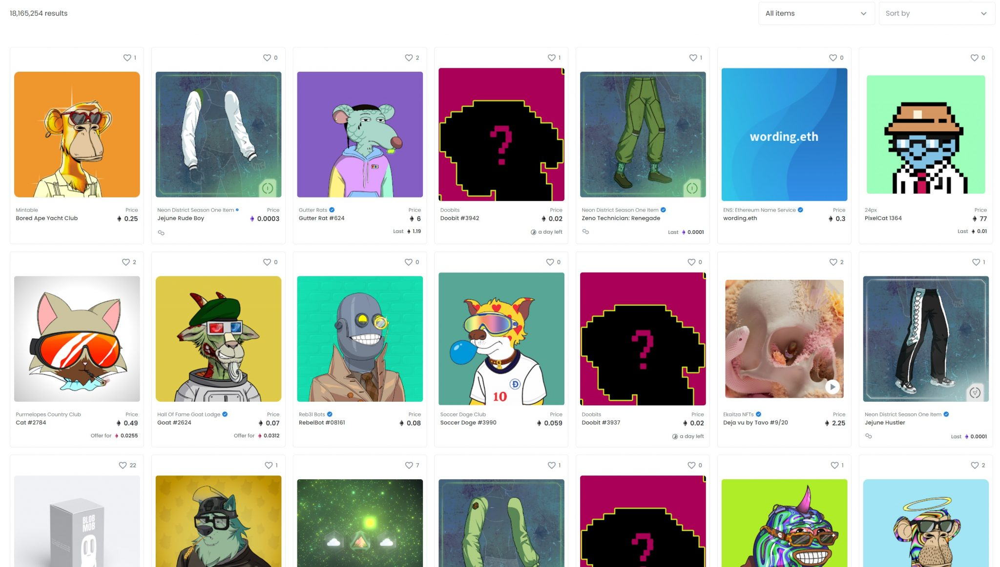 18,165,254 results
All items
Sort by
1
0
2
1
1
0
0
wording.eth
Mintable
Price
Bored Ape Yacht Club
0.25
Neon District Season One Item
Price
Jejune Rude Boy
0.0003
Gutter Rats
Price
Gutter Rat #624
6
Last 1.19
Doobits
Price
Doobit #3942
0.02
a day left
Neon District Season One Item
Zeno Technician: Renegade
Last 0.0001
ENS: Ethereum Name Service
Price
wording.eth
0.3
24px
Price
PixelCat 1364
77
Last 0.01
2
0
0
0
0
2
1
10
Purrnelopes Country Club
Price
Cat #2784
0.49
Offer for 0.0255
Hall Of Fame Goat Lodge
Price
Goat #2624
0.07
Offer for 0.0312
Reb3l Bots
Price
RebelBot #08161
0.08
Soccer Doge Club
Price
Soccer Doge #3990
0.059
Doobits
Price
Doobit #3937
0.02
a day left
Ekaitza NFTs
Price
Deja vu by Tavo #9/20
2.25
Neon District Season One Item
Jejune Hustler
Last 0.0001
22
1
7
1
0
1
2
BLOB
MOB